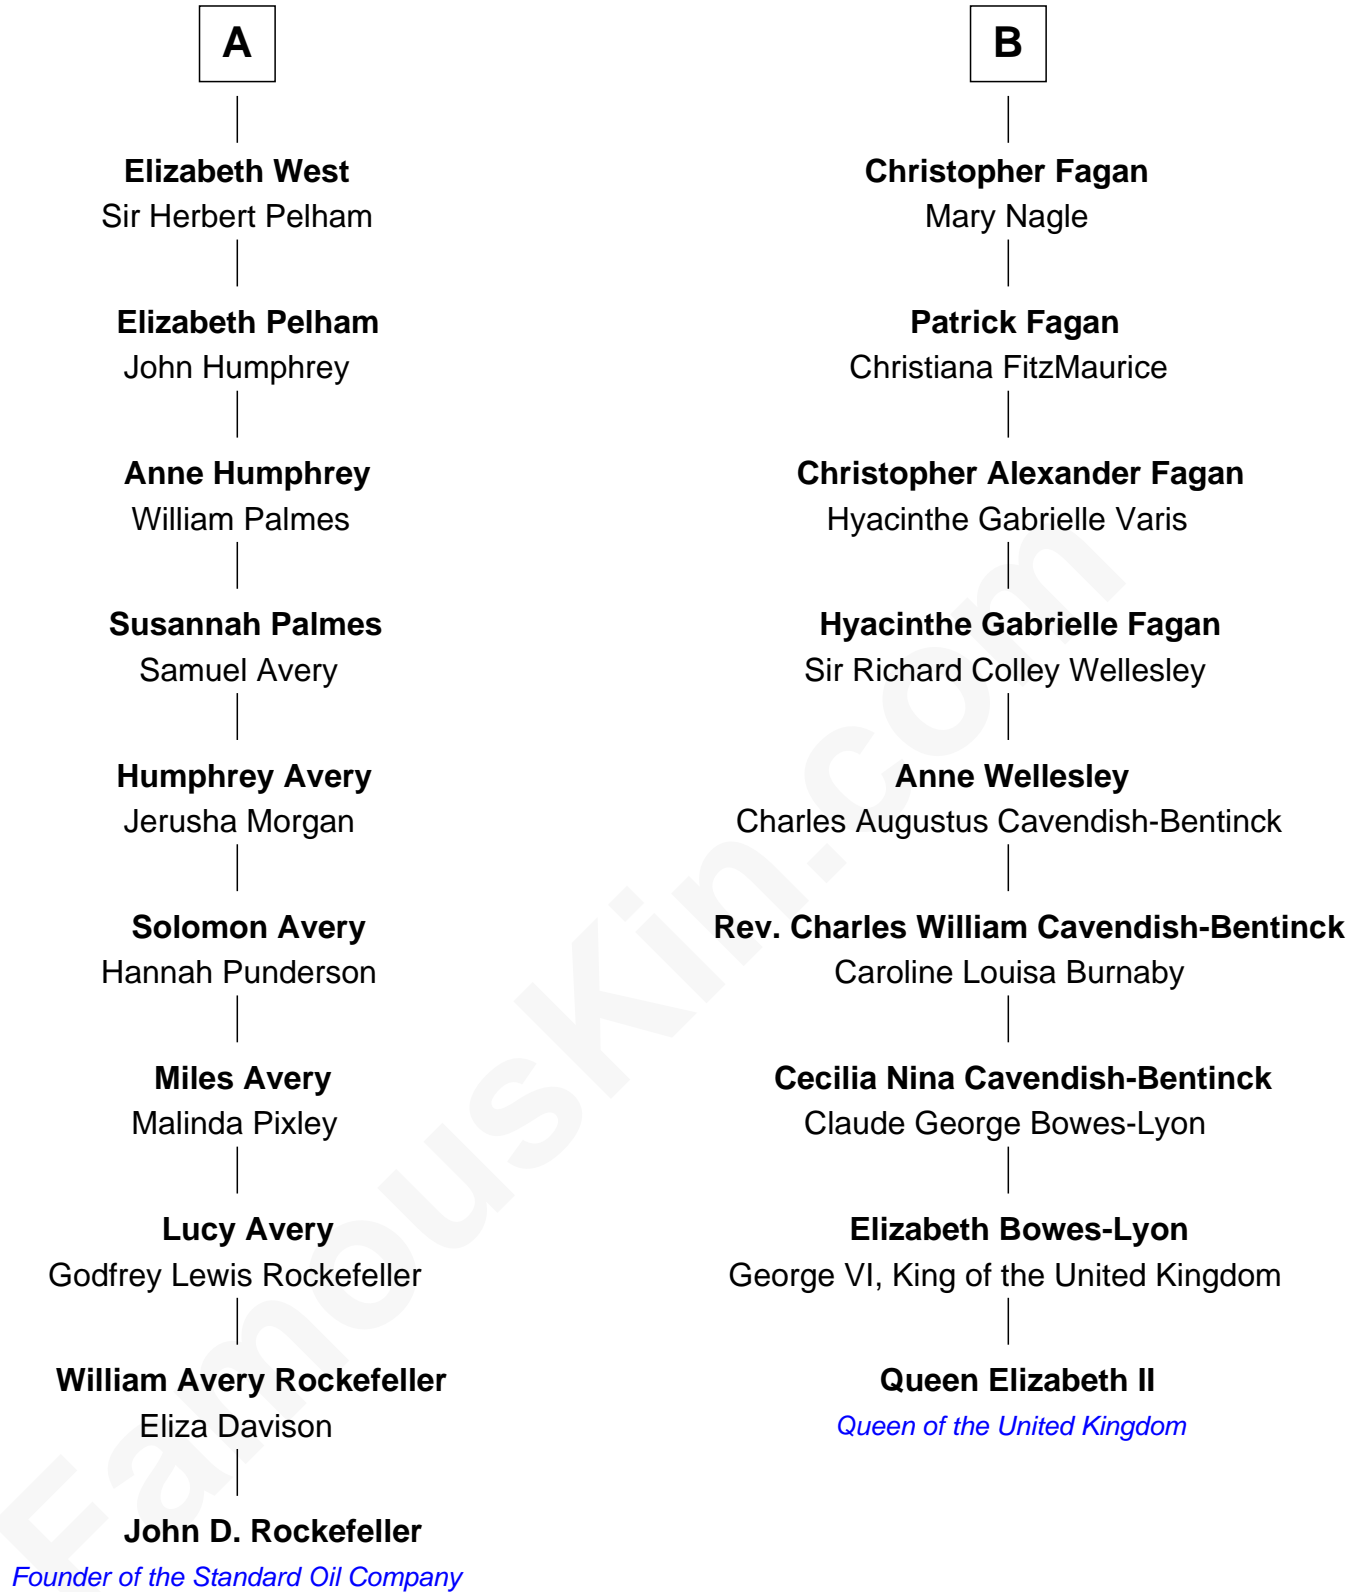 A
Elizabeth West
Sir Herbert Pelham
Elizabeth Pelham
John Humphrey
Anne Humphrey
William Palmes
Susannah Palmes
Samuel Avery
Humphrey Avery
Jerusha Morgan
Solomon Avery
Hannah Punderson
Miles Avery
Malinda Pixley
Lucy Avery
Godfrey Lewis Rockefeller
William Avery Rockefeller
Eliza Davison
John D. Rockefeller
Founder of the Standard Oil Company
B
Christopher Fagan
Mary Nagle
Patrick Fagan
Christiana FitzMaurice
Christopher Alexander Fagan
Hyacinthe Gabrielle Varis
Hyacinthe Gabrielle Fagan
Sir Richard Colley Wellesley
Anne Wellesley
Charles Augustus Cavendish-Bentinck
Rev. Charles William Cavendish-Bentinck
Caroline Louisa Burnaby
Cecilia Nina Cavendish-Bentinck
Claude George Bowes-Lyon
Elizabeth Bowes-Lyon
George VI, King of the United Kingdom
Queen Elizabeth II
Queen of the United Kingdom
FamousKin.com